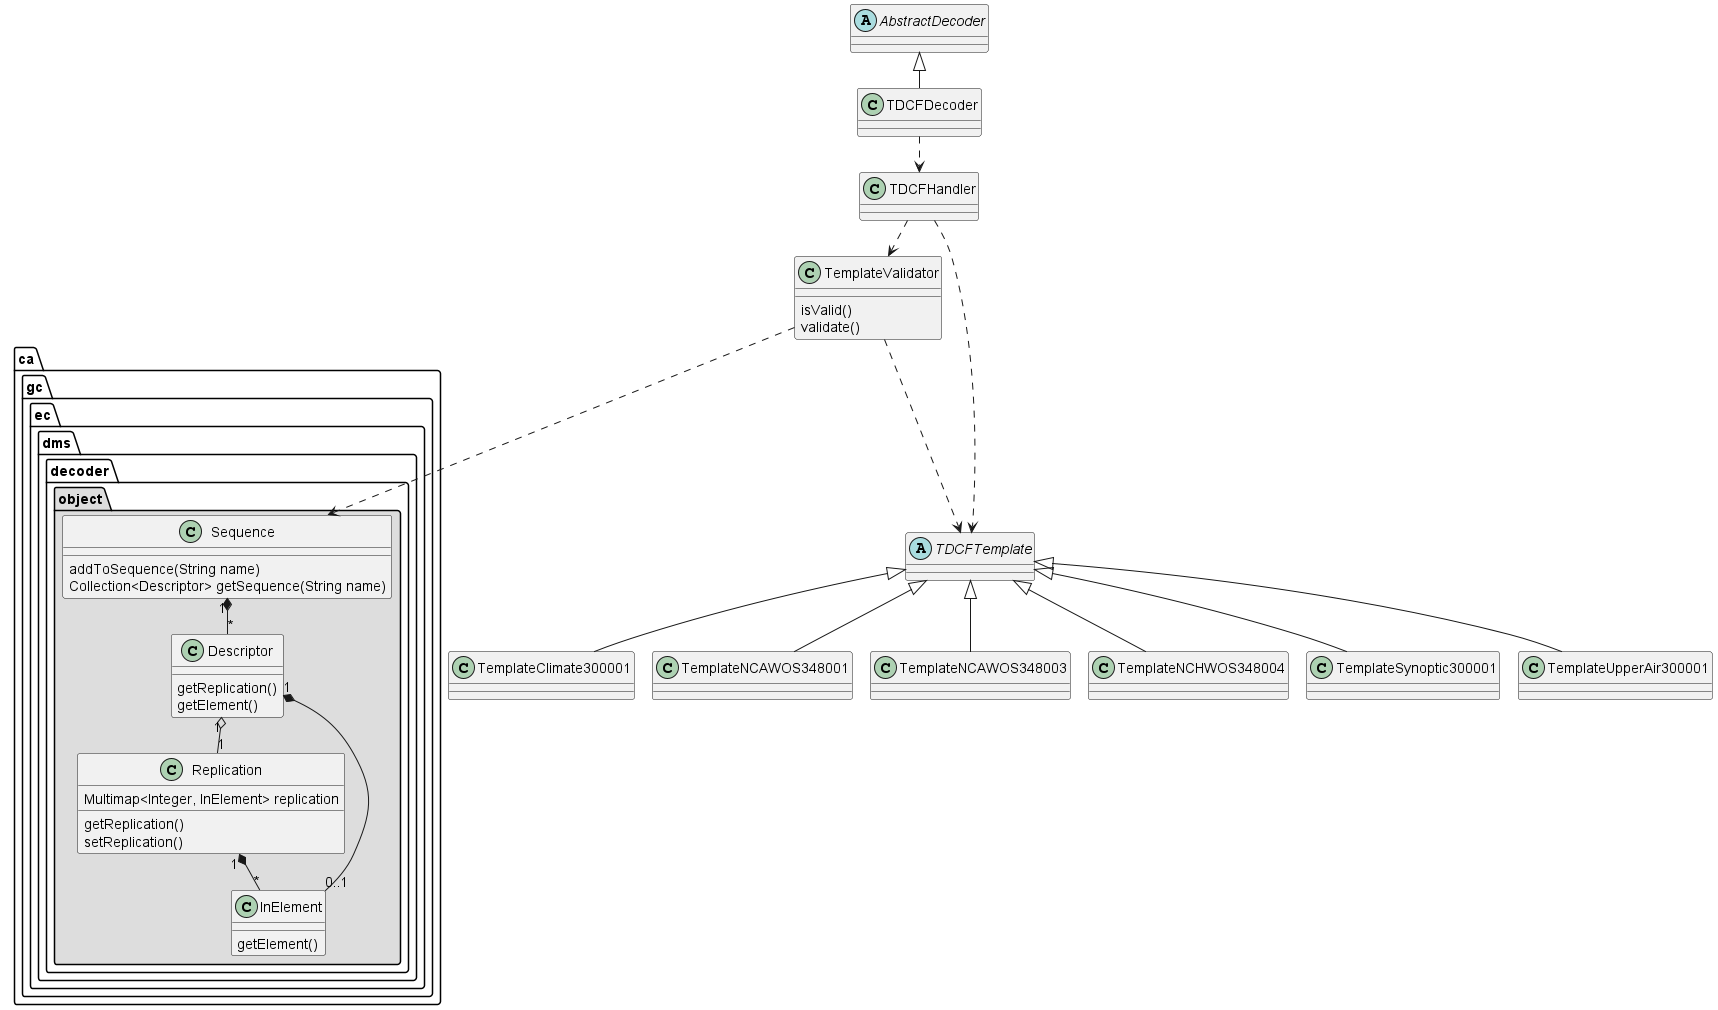 A AbstractDecoder
C TDCFDecoder
C TDCFHandler
C TemplateValidator
isValid()
validate()
ca
gc
ec
dms
decoder
object
C Sequence
addToSequence(String name)
Collection<Descriptor> getSequence(String name)
1
*
C Descriptor
getReplication()
getElement()
1
1
1
C Replication
Multimap<Integer, InElement> replication
getReplication()
setReplication()
1
*
0..1
C InElement
getElement()
A TDCFTemplate
C TemplateClimate300001
C TemplateNCAWOS348001
C TemplateNCAWOS348003
C TemplateNCHWOS348004
C TemplateSynoptic300001
C TemplateUpperAir300001